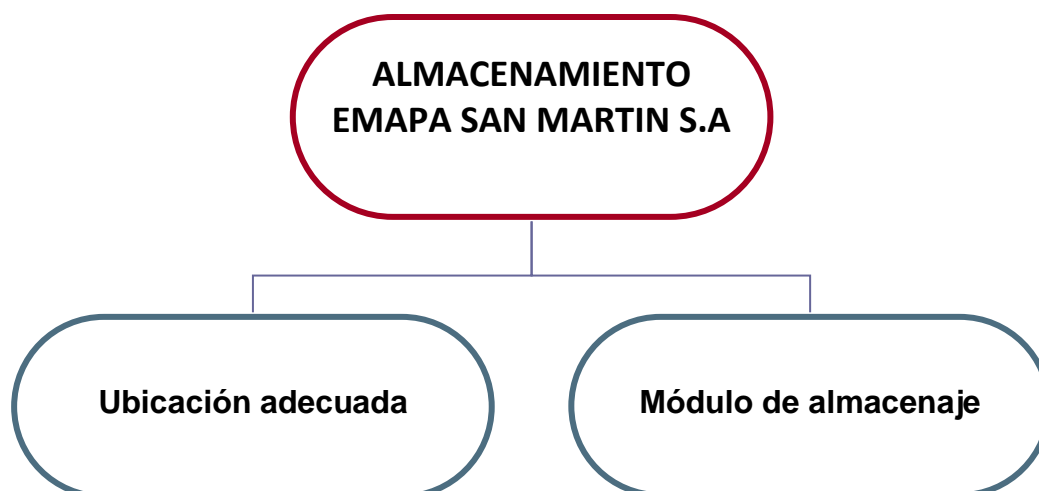 ALMACENAMIENTO
EMAPA SAN MARTIN S.A
Ubicación adecuada
Módulo de almacenaje